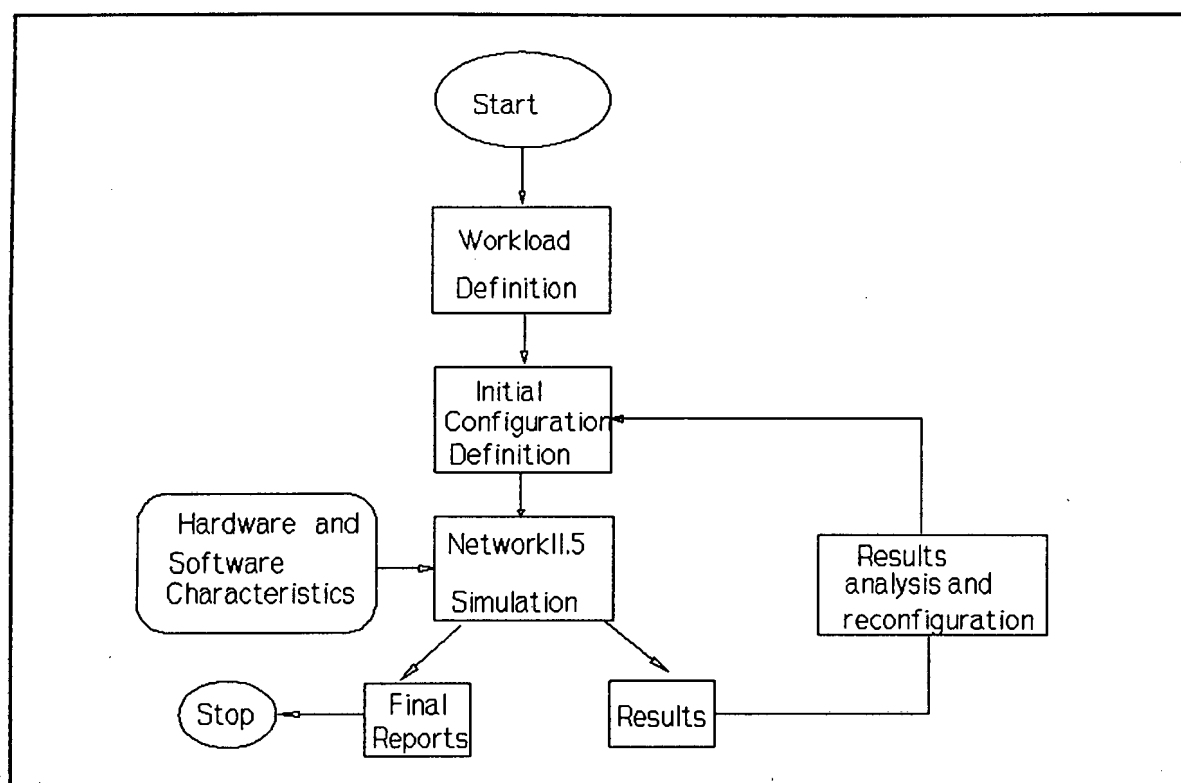 Start
Workload
Definition
Initial
Configuration
Definition
Hardware and
Software
Characteristics
NetworkII.5
Simulation
Results
analysis and
reconfiguration
Stop
Final
Reports
Results